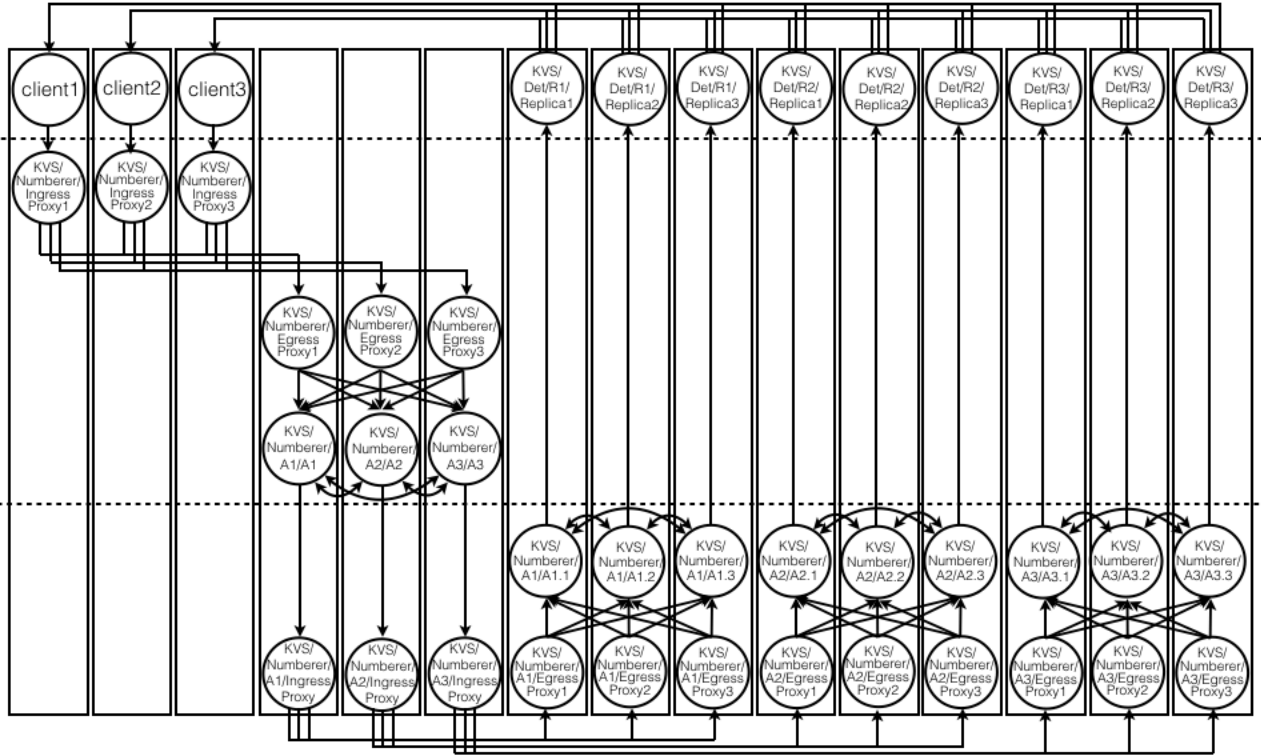 client1
client2
client3
KVS/
Det/R1/
Replica1
KVS/
Det/R1/
Replica2
KVS/
Det/R1/
Replica3
KVS/
Det/R2/
Replica1
KVS/
Det/R2/
Replica2
KVS/
Det/R2/
Replica3
KVS/
Det/R3/
Replica1
KVS/
Det/R3/
Replica2
KVS/
Det/R3/
Replica3
KVS/
Numberer/
Ingress
Proxy1
KVS/
Numberer/
Ingress
Proxy2
KVS/
Numberer/
Ingress
Proxy3
KVS/
Numberer/
Egress
Proxy1
KVS/
Numberer/
Egress
Proxy2
KVS/
Numberer/
Egress
Proxy3
KVS/
Numberer/
A1/A1
KVS/
Numberer/
A2/A2
KVS/
Numberer/
A3/A3
KVS/
Numberer/
A1/A1.1
KVS/
Numberer/
A1/A1.2
KVS/
Numberer/
A1/A1.3
KVS/
Numberer/
A2/A2.1
KVS/
Numberer/
A2/A2.2
KVS/
Numberer/
A2/A2.3
KVS/
Numberer/
A3/A3.1
KVS/
Numberer/
A3/A3.2
KVS/
Numberer/
A3/A3.3
KVS/
Numberer/
A1/Ingress
Proxy
KVS/
Numberer/
A2/Ingress
Proxy
KVS/
Numberer/
A3/Ingress
Proxy
KVS/
Numberer/
A1/Egress
Proxy1
KVS/
Numberer/
A1/Egress
Proxy2
KVS/
Numberer/
A1/Egress
Proxy3
KVS/
Numberer/
A2/Egress
Proxy1
KVS/
Numberer/
A2/Egress
Proxy2
KVS/
Numberer/
A2/Egress
Proxy3
KVS/
Numberer/
A3/Egress
Proxy1
KVS/
Numberer/
A3/Egress
Proxy2
KVS/
Numberer/
A3/Egress
Proxy3